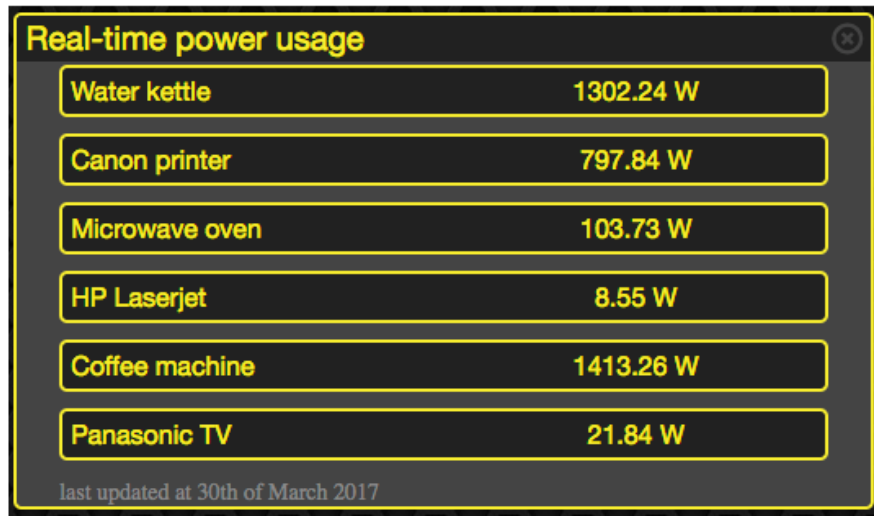 Real-time power usage
Water kettle 1302.24 W
Canon printer 797.84 W
Microwave oven 103.73 W
HP Laserjet 8.55 W
Coffee machine 1413.26 W
Panasonic TV 21.84 W
last updated at 30th of March 2017